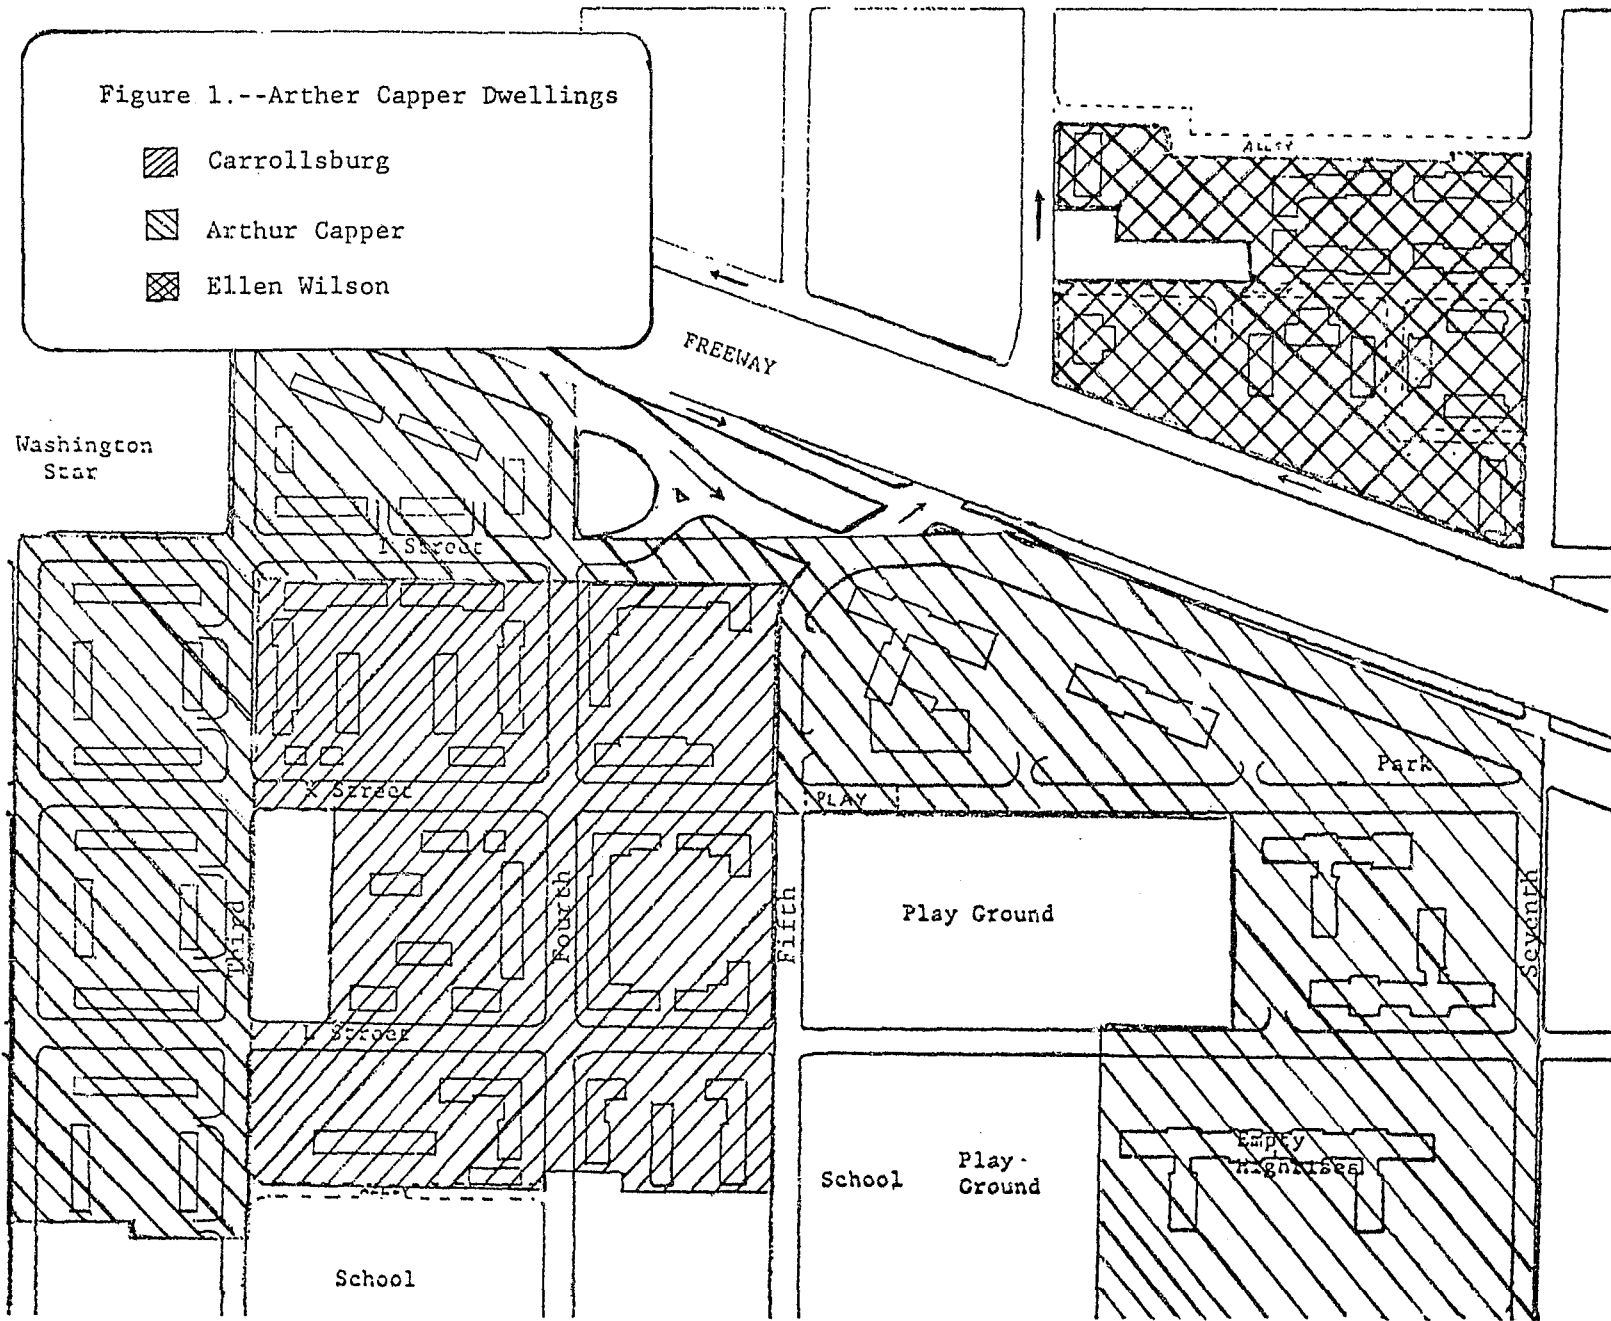 Figure 1.--Arther Capper Dwellings
Carrollsburg
Arthur Capper
Ellen Wilson
ALLEY
FREEWAY
Washington
Star
I Street
K Street
Park
PLAY
Third
Fourth
Fifth
Play Ground
Seventh
L Street
School
Play-
Ground
Empty
Highrises
School